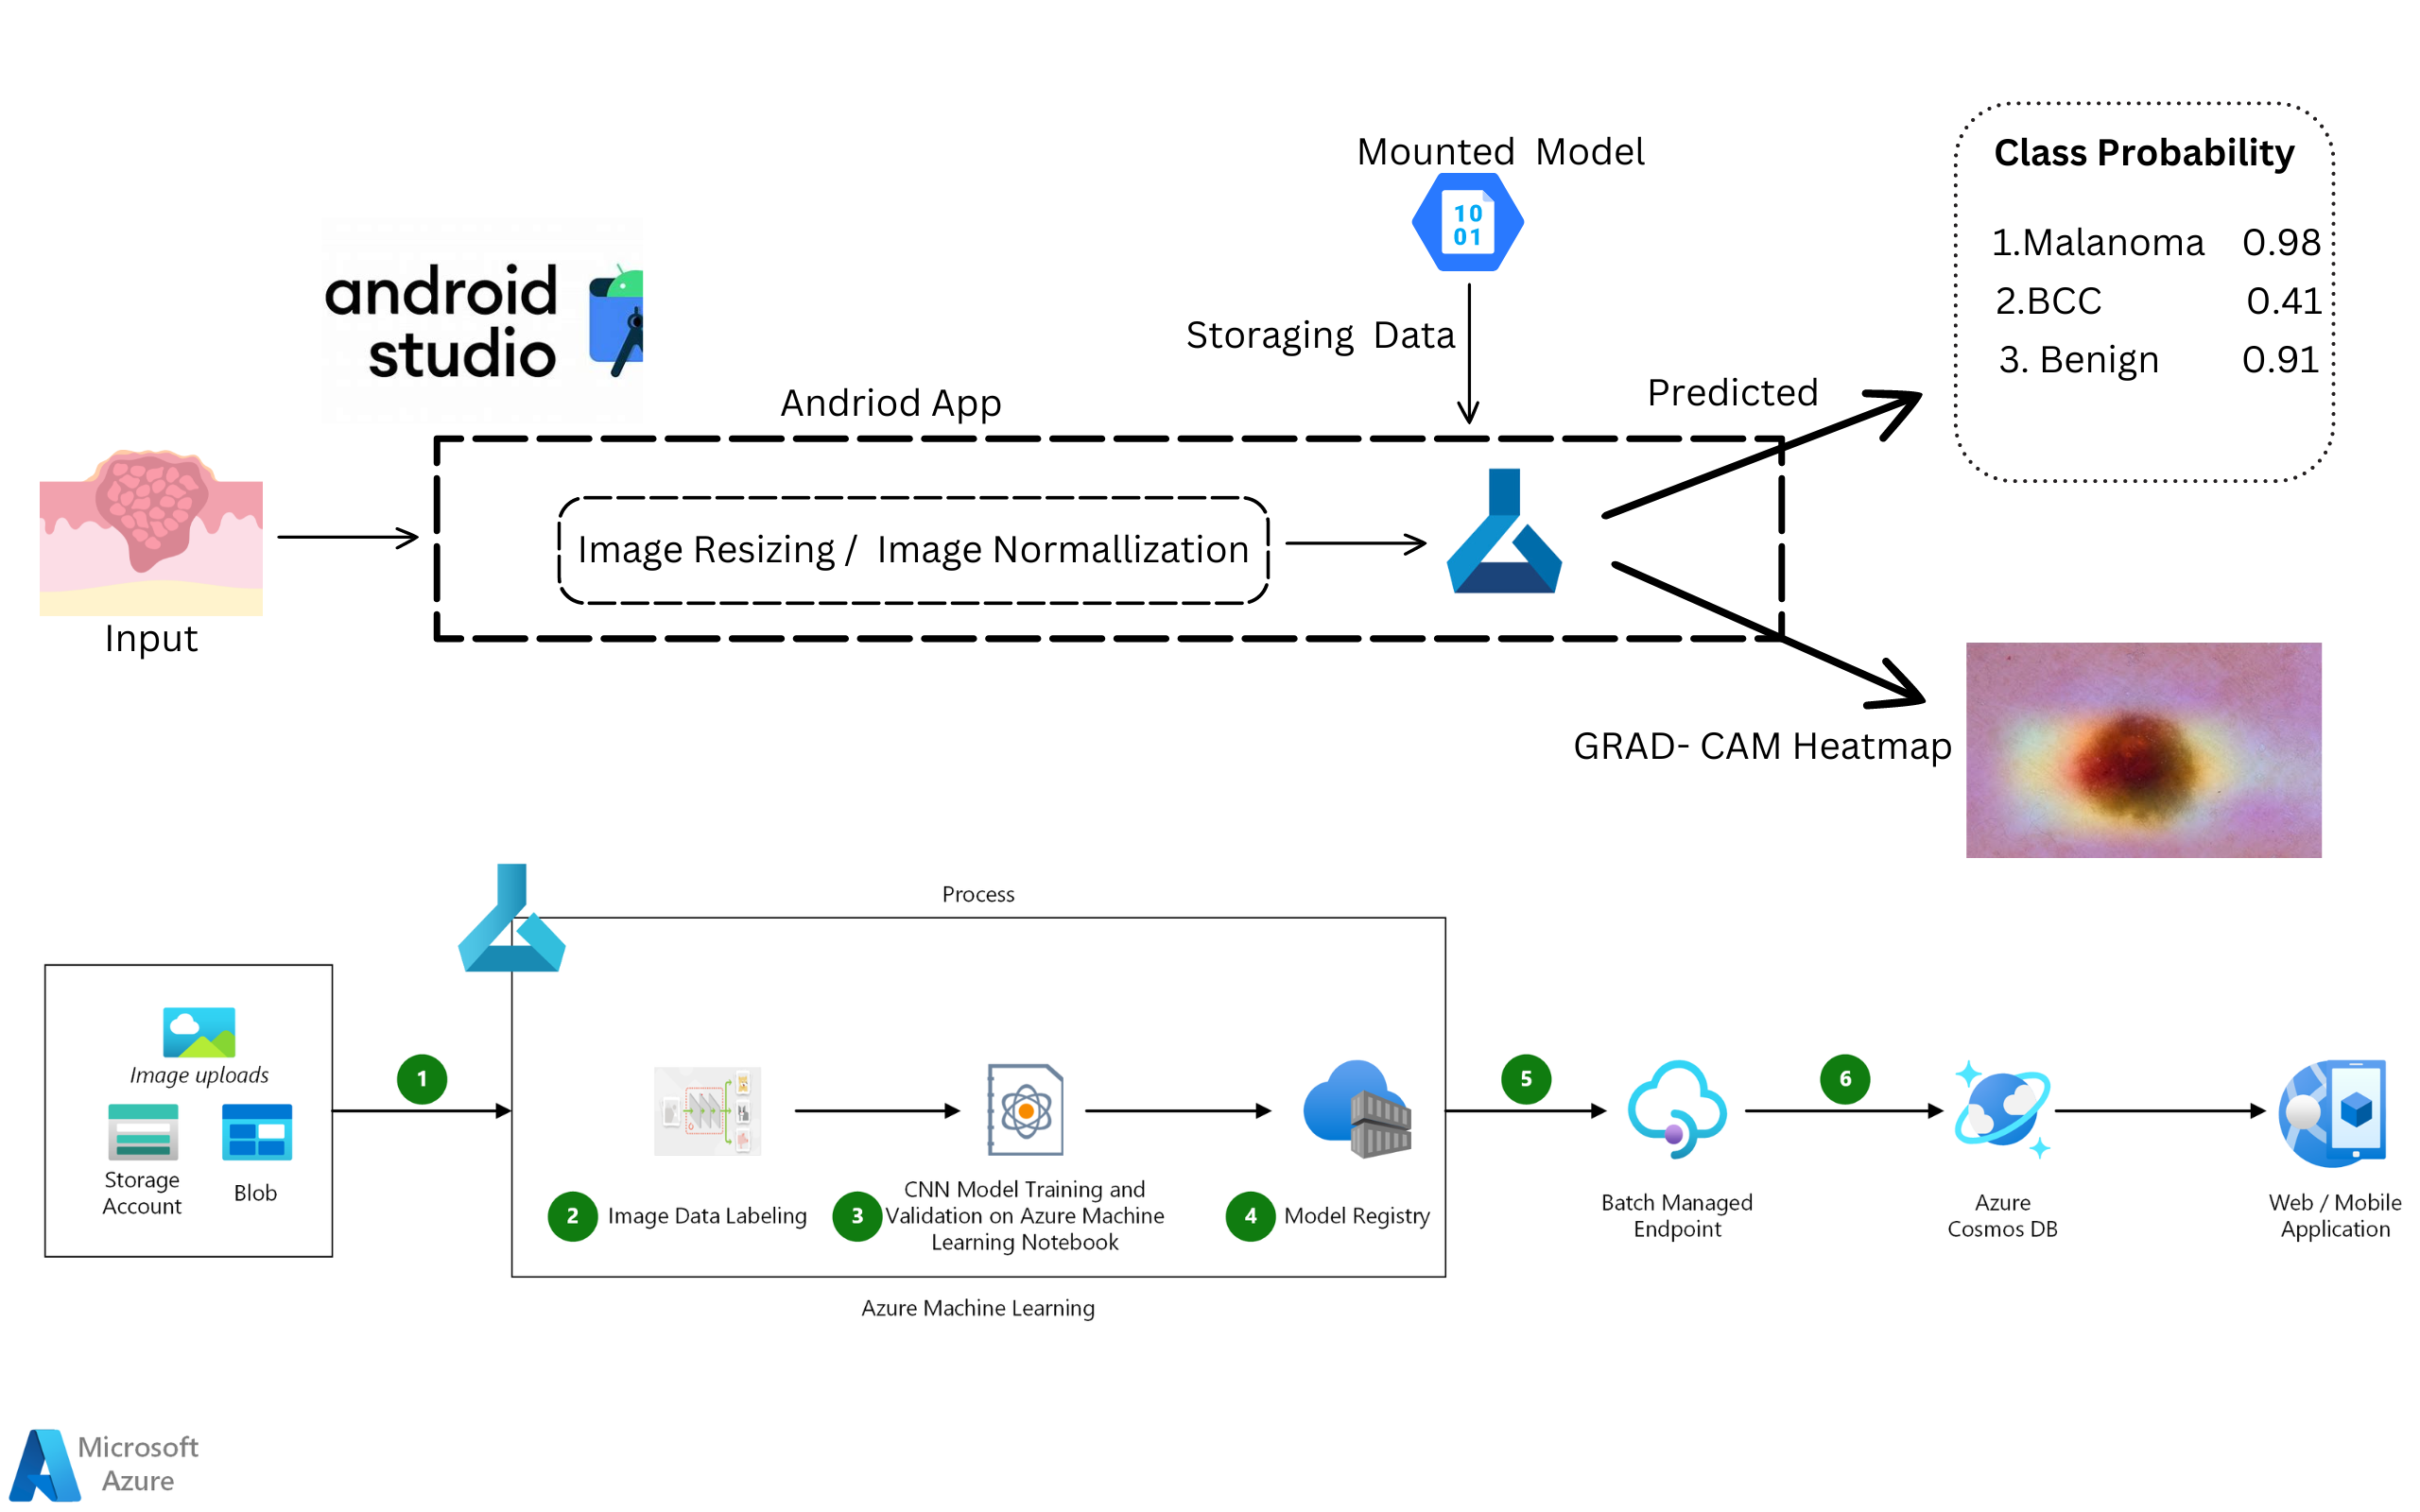 Mounted Model
10
01
Storaging Data
Class Probability
1.Malanoma 0.98
2.BCC 0.41
3. Benign 0.91
android
studio
Andriod App
Predicted
Image Resizing / Image Normallization
Input
GRAD- CAM Heatmap
Process
Image uploads
Storage
Account
Blob
1
2
Image Data Labeling
3
CNN Model Training and
Validation on Azure Machine
Learning Notebook
4
Model Registry
5
Batch Managed
Endpoint
6
Azure
Cosmos DB
Web / Mobile
Application
Azure Machine Learning
Microsoft
Azure